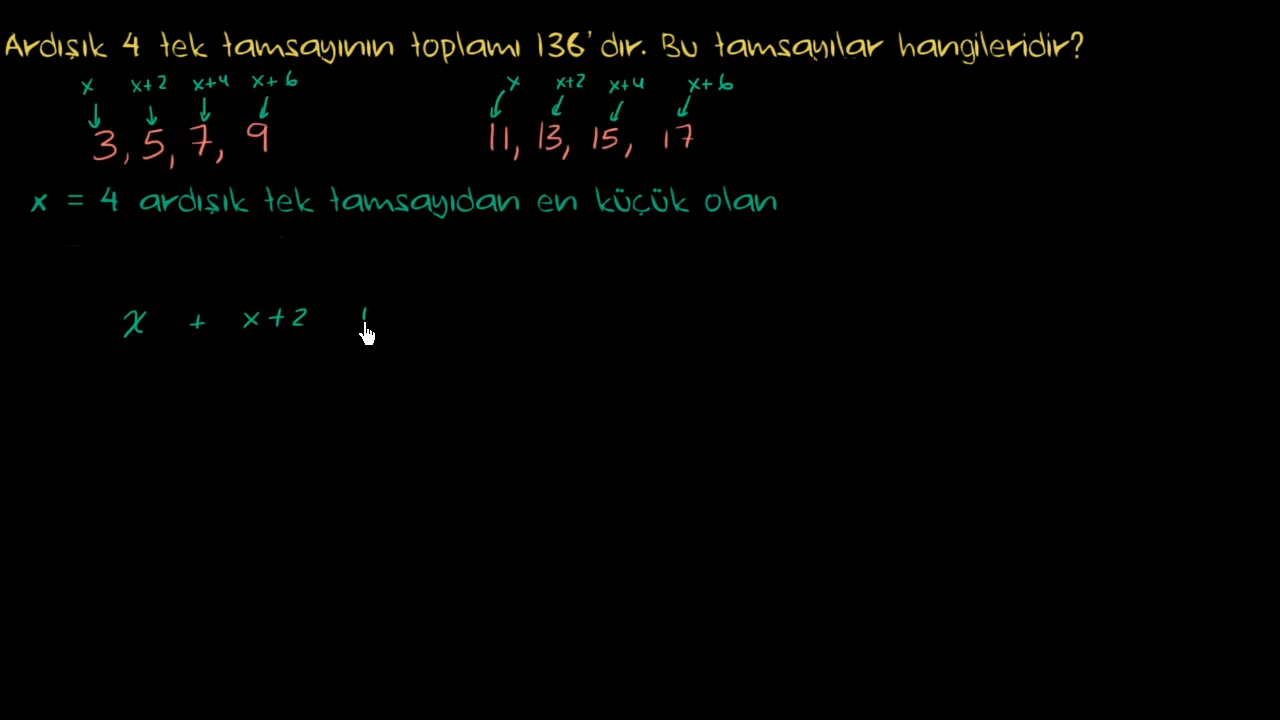 Ardışık 4 tek tamsayının toplamı 136'dır. Bu tamsayılar hangileridir?
x x+2 x+4 x+6 x x+2 x+4 x+6
3, 5, 7, 9 11, 13, 15, 17
x = 4 ardışık tek tamsayıdan en küçük olan
x + x+2